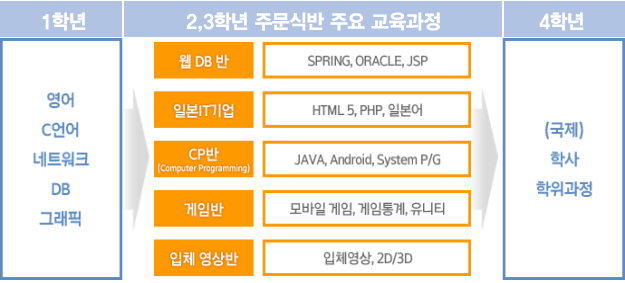 1학년
2,3학년 주문식반 주요 교육과정
4학년
영어
C언어
네트워크
DB
그래픽
웹 DB 반
SPRING, ORACLE, JSP
일본IT기업
HTML 5, PHP, 일본어
CP반
(Computer Programming)
JAVA, Android, System P/G
게임반
모바일 게임, 게임통계, 유니티
입체 영상반
입체영상, 2D/3D
(국제)
학사
학위과정